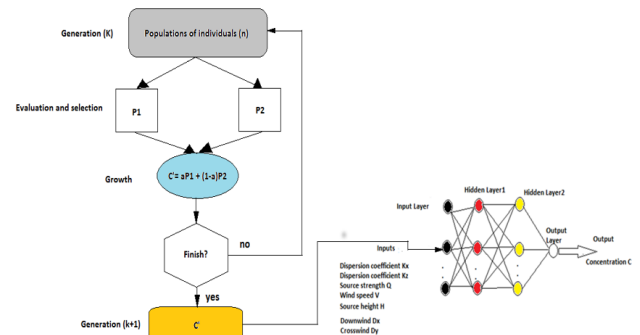 Generation (K)
Populations of individuals (n)
Evaluation and selection
P1
P2
Growth
C'= aP1 + (1-a)P2
Finish?
no
yes
Generation (k+1)
C'
Hidden Layer1
Hidden Layer2
Input Layer
Output
Layer
Output
Concentration C
Inputs
Dispersion coefficient Kx
Dispersion coefficient Kz
Source strength Q
Wind speed V
Source height H
Downwind Dx
Crosswind Dy